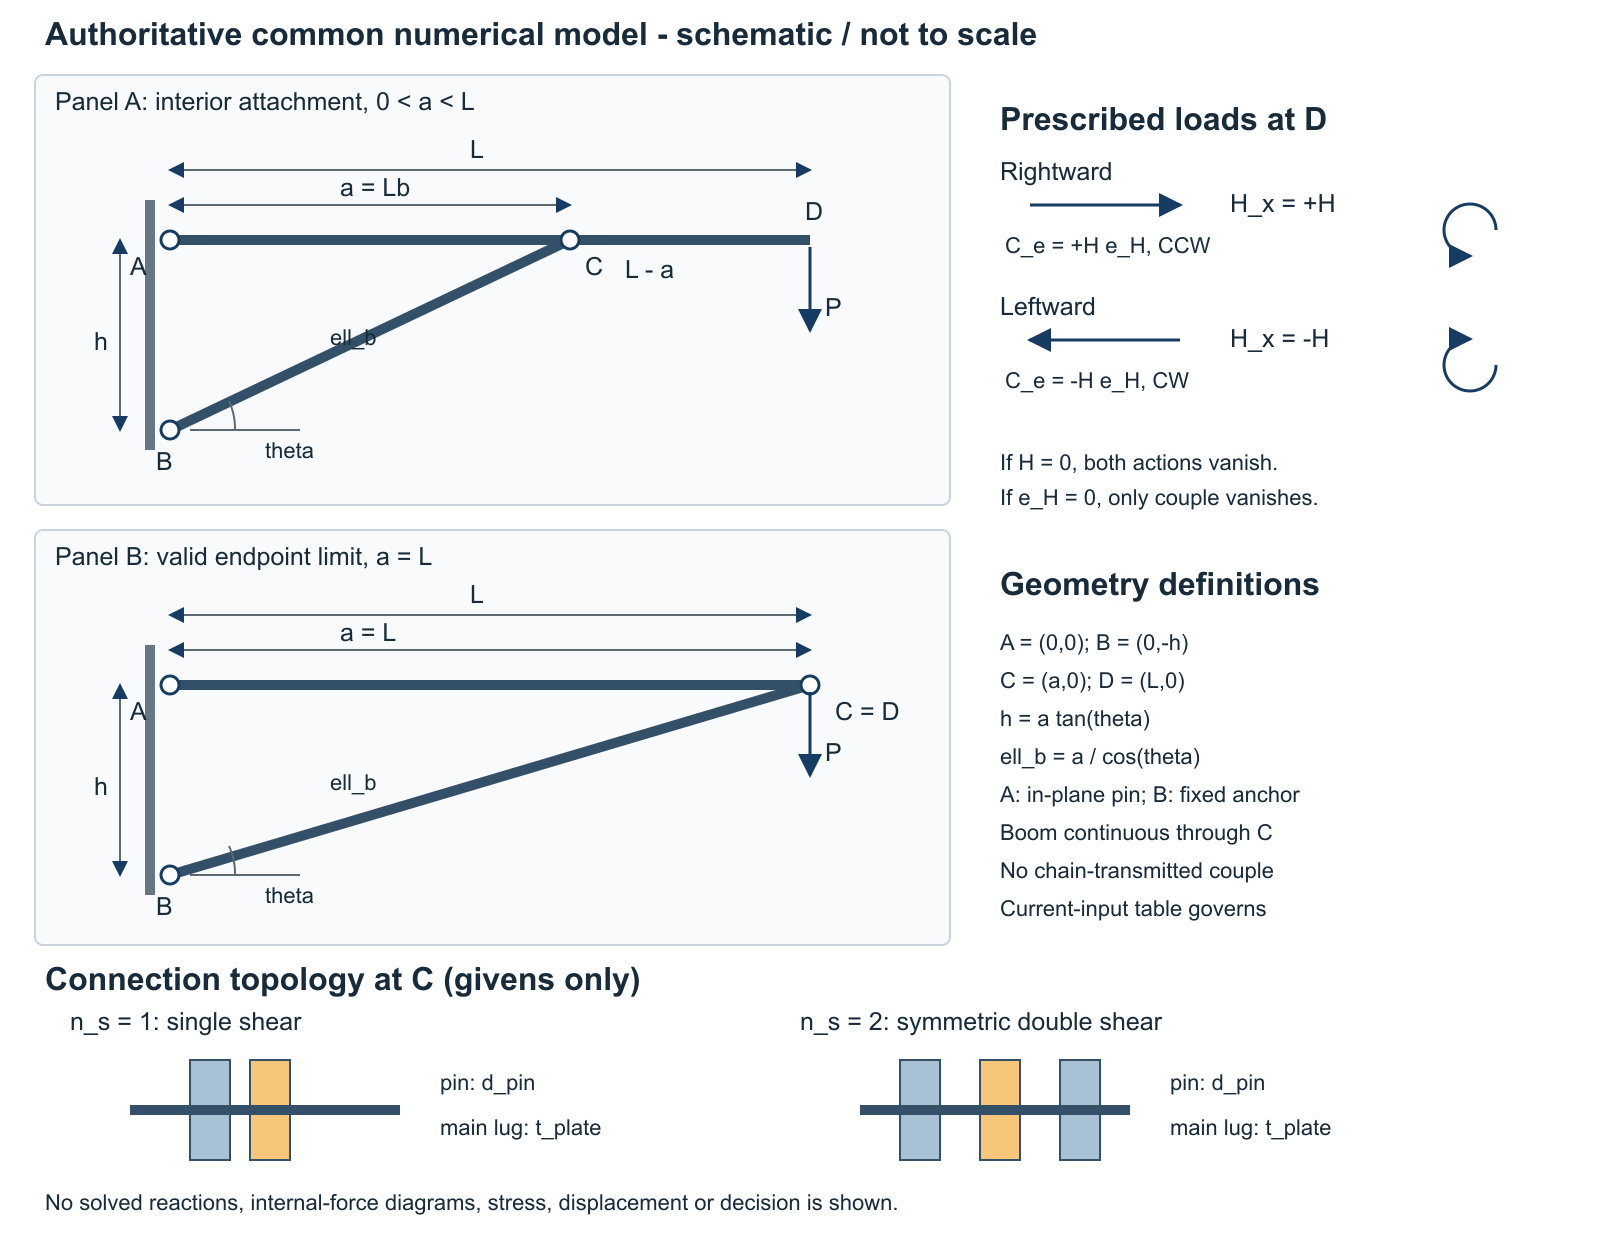 Authoritative common numerical model - schematic / not to scale
Panel A: interior attachment, 0 < a < L
L
a = Lb
D
A
C
L - a
h
P
ell_b
theta
B
Panel B: valid endpoint limit, a = L
L
a = L
A
C = D
P
h
ell_b
theta
B
Prescribed loads at D
Rightward
H_x = +H
C_e = +H e_H, CCW
Leftward
H_x = -H
C_e = -H e_H, CW
If H = 0, both actions vanish.
If e_H = 0, only couple vanishes.
Geometry definitions
A = (0,0); B = (0,-h)
C = (a,0); D = (L,0)
h = a tan(theta)
ell_b = a / cos(theta)
A: in-plane pin; B: fixed anchor
Boom continuous through C
No chain-transmitted couple
Current-input table governs
Connection topology at C (givens only)
n_s = 1: single shear
pin: d_pin
main lug: t_plate
n_s = 2: symmetric double shear
pin: d_pin
main lug: t_plate
No solved reactions, internal-force diagrams, stress, displacement or decision is shown.